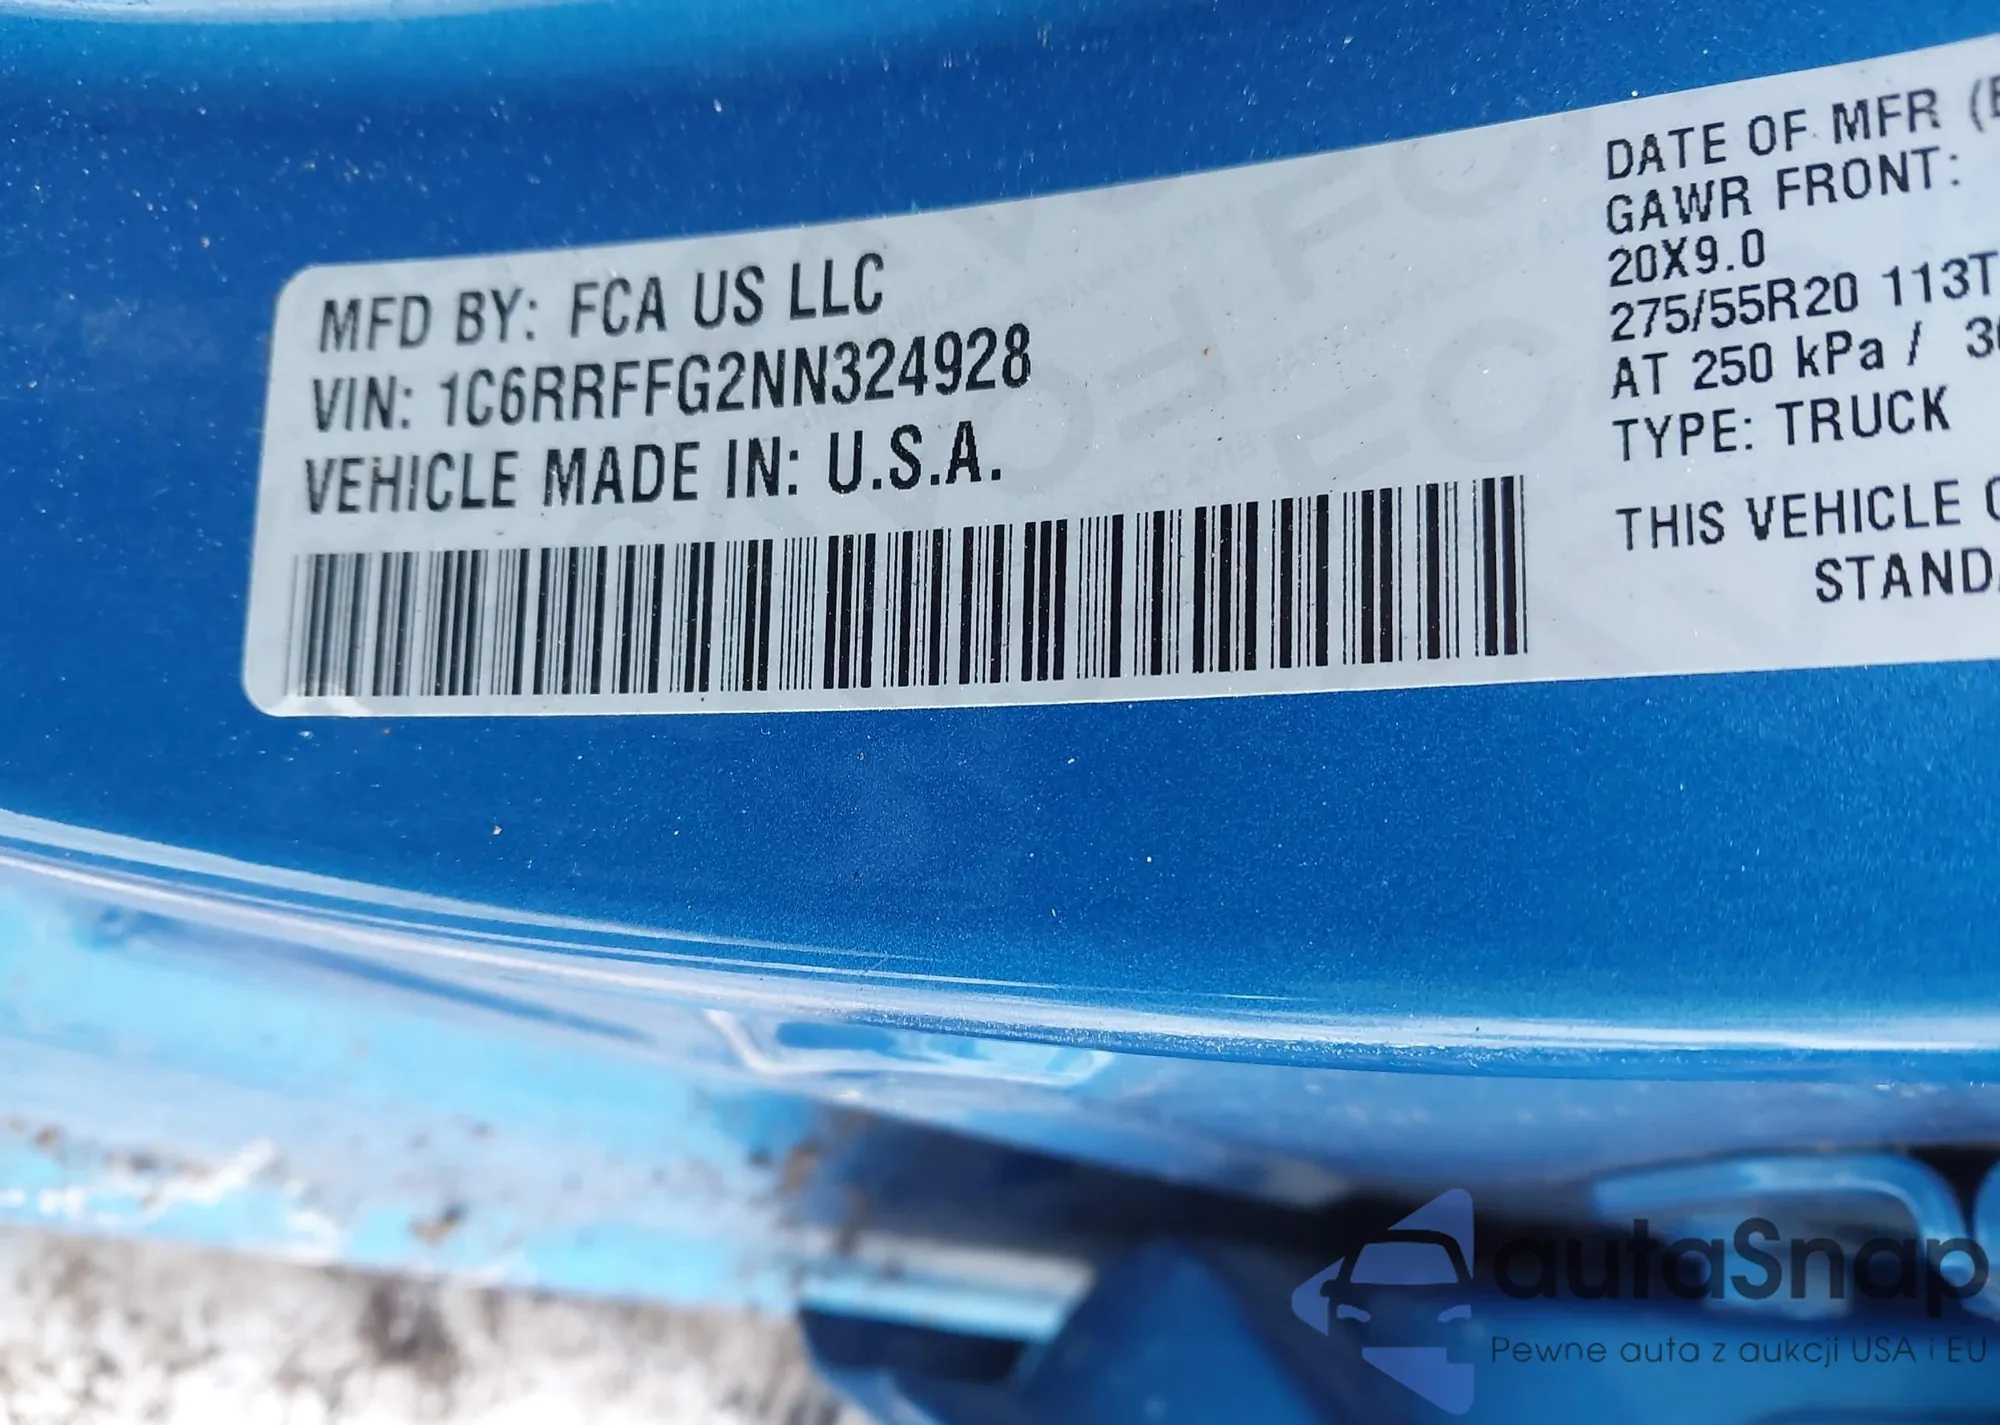 MFD BY: FCA US LLC
VIN: 1C6RRFFG2NN324928
VEHICLE MADE IN: U.S.A.
DATE OF MFR
GAWR FRONT:
20X9.0
275/55R20 113T
AT 250 kPa /
TYPE: TRUCK
THIS VEHICLE
autaSnap
Pewne auta z aukcji USA i EU